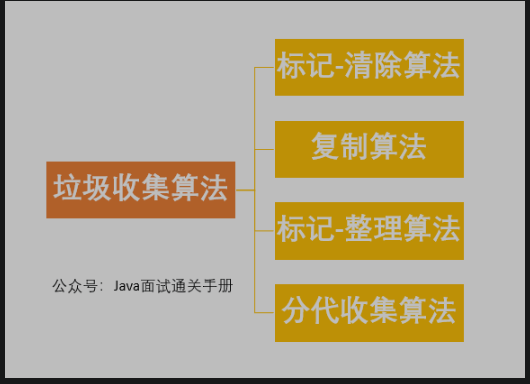 标记-清除算法
复制算法
垃圾收集算法
标记-整理算法
公众号：Java面试通关手册
分代收集算法